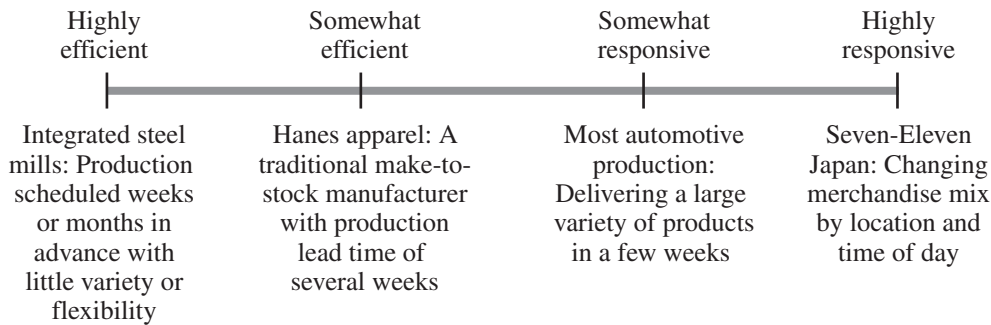 Highly
efficient
Somewhat
efficient
Somewhat
responsive
Highly
responsive
Integrated steel
mills: Production
scheduled weeks
or months in
advance with
little variety or
flexibility
Hanes apparel: A
traditional make-to-
stock manufacturer
with production
lead time of
several weeks
Most automotive
production:
Delivering a large
variety of products
in a few weeks
Seven-Eleven
Japan: Changing
merchandise mix
by location and
time of day